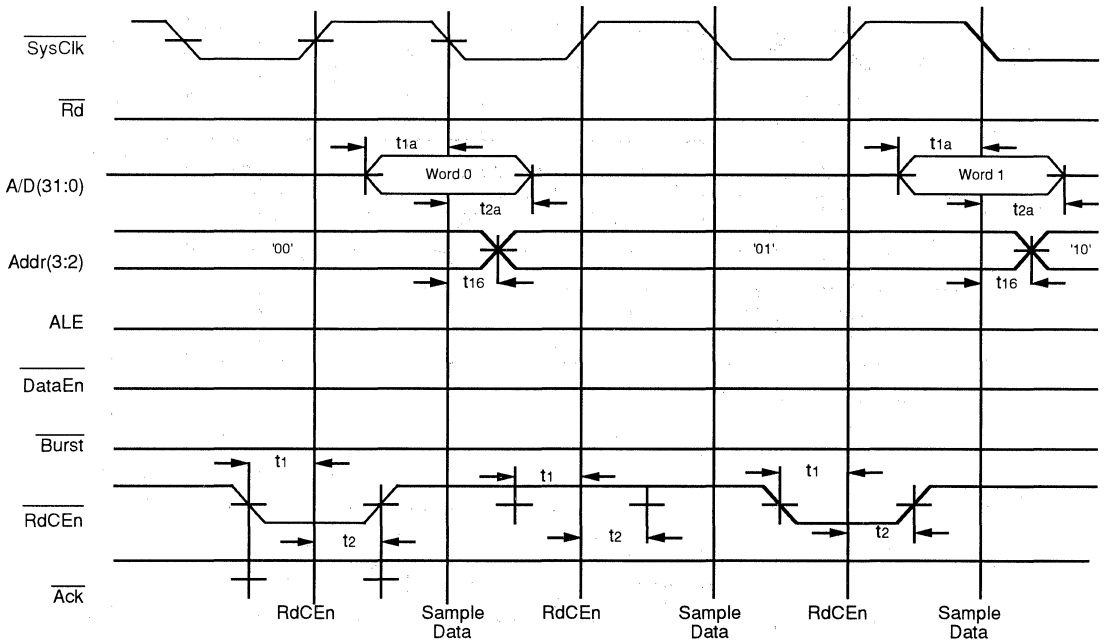 SysClk
Rd
t1a
t1a
A/D(31:0)
Word 0
Word 1
t2a
t2a
Addr(3:2)
'00'
'01'
'10'
t16
t16
ALE
DataEn
Burst
t1
t1
t1
RdCEn
t2
t2
t2
Ack
RdCEn
Sample
Data
RdCEn
Sample
Data
RdCEn
Sample
Data